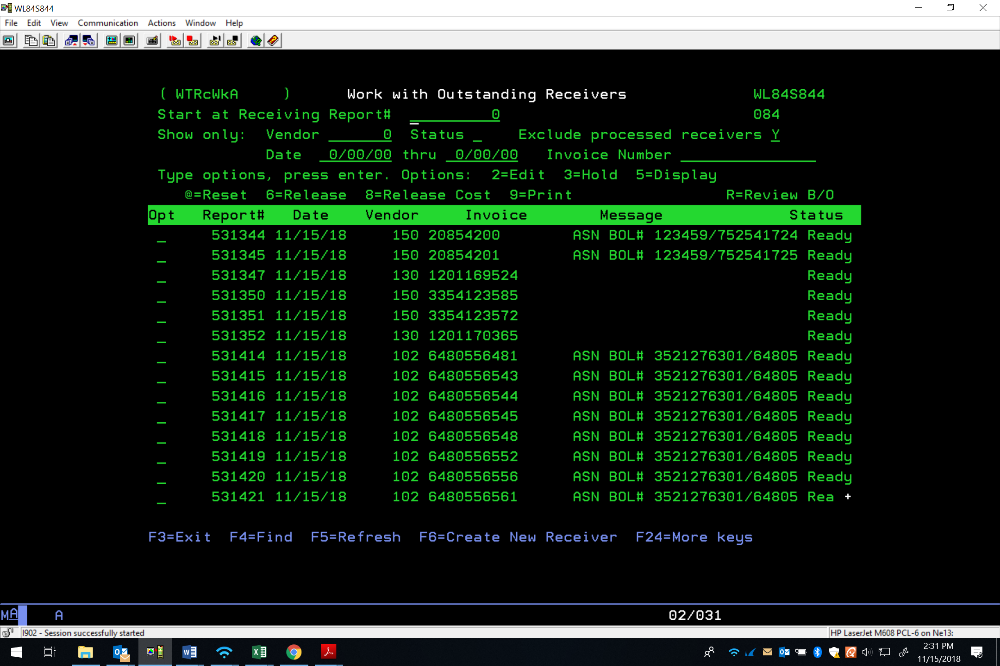 WL84S844
File Edit View Communication Actions Window Help
( WTRcWkA ) Work with Outstanding Receivers WL84S844
Start at Receiving Report# 0 084
Show only: Vendor 0 Status _ Exclude processed receivers Y
Date 0/00/00 thru 0/00/00 Invoice Number
Type options, press enter. Options: 2=Edit 3=Hold 5=Display
@=Reset 6=Release 8=Release Cost 9=Print R=Review B/O
Opt Report# Date Vendor Invoice Message Status
_ 531344 11/15/18 150 20854200 ASN BOL# 123459/752541724 Ready
_ 531345 11/15/18 150 20854201 ASN BOL# 123459/752541725 Ready
_ 531347 11/15/18 130 1201169524 Ready
_ 531350 11/15/18 150 3354123585 Ready
_ 531351 11/15/18 150 3354123572 Ready
_ 531352 11/15/18 130 1201170365 Ready
_ 531414 11/15/18 102 6480556481 ASN BOL# 3521276301/64805 Ready
_ 531415 11/15/18 102 6480556543 ASN BOL# 3521276301/64805 Ready
_ 531416 11/15/18 102 6480556544 ASN BOL# 3521276301/64805 Ready
_ 531417 11/15/18 102 6480556545 ASN BOL# 3521276301/64805 Ready
_ 531418 11/15/18 102 6480556548 ASN BOL# 3521276301/64805 Ready
_ 531419 11/15/18 102 6480556552 ASN BOL# 3521276301/64805 Ready
_ 531420 11/15/18 102 6480556556 ASN BOL# 3521276301/64805 Ready
_ 531421 11/15/18 102 6480556561 ASN BOL# 3521276301/64805 Rea +
F3=Exit F4=Find F5=Refresh F6=Create New Receiver F24=More keys
MA A 02/031
I902 - Session successfully started HP LaserJet M608 PCL-6 on Ne13:
2:31 PM
11/15/2018